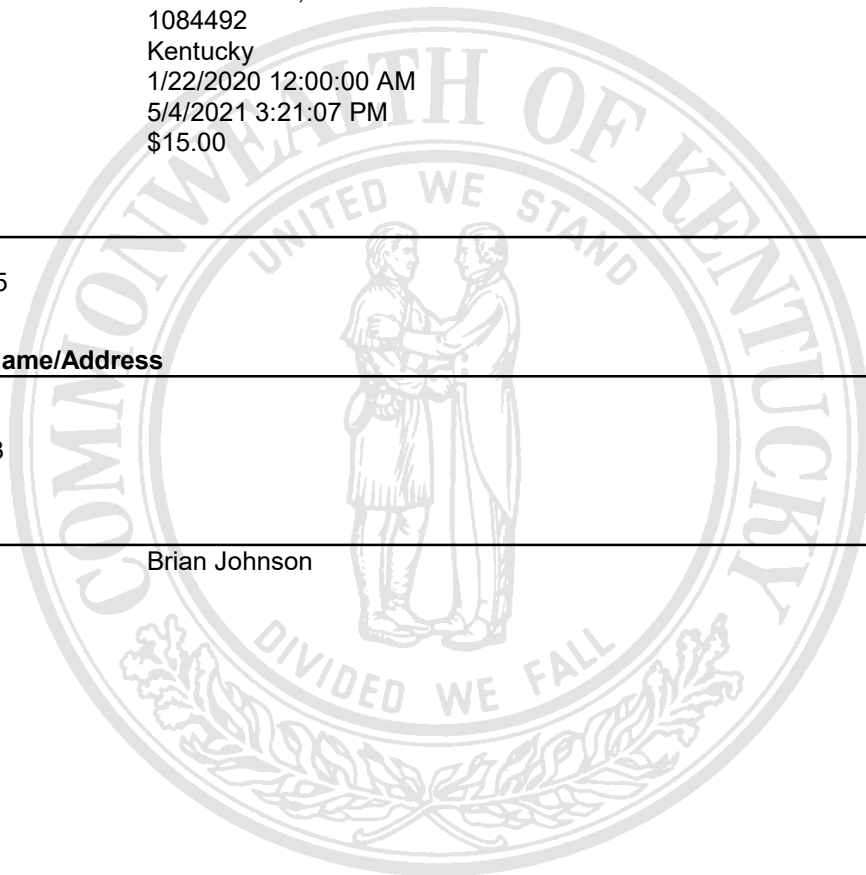 1084492
Kentucky
1/22/2020 12:00:00 AM
5/4/2021 3:21:07 PM
$15.00
COMMONWEALTH OF KENTUCKY
UNITED WE STAND
5
ame/Address
3
Brian Johnson
DIVIDED WE FALL